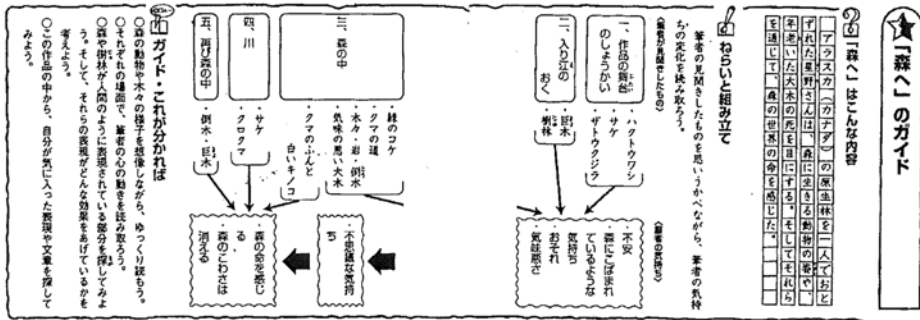 「森へ」のガイド
「森へ」はこんな内容
アラスカ(カナダ)の原生林を一人でおと
ずれた星野さんは、森に生きる動物の姿や、
年老いた大木の死を目にする。そしてそれら
を通じて、森の世界の命を感じた。
ねらいと組み立て
筆者の見聞きしたものを思いうかべながら、筆者の気持
ちの変化を読み取ろう。
〈筆者が見聞きしたもの〉
〈筆者の気持ち〉
一、作品の舞台
のしょうかい
・ハクトウワシ
・サケ
・ザトウクジラ
二、入り江の
おく
・巨木
・樹林
・不安
・森にこばまれ
ているような
気持ち
・おそれ
・気味悪さ
三、森の中
・緑のコケ
・クマの道
・木々・岩・倒木
・気味の悪い大木
・クマのふんと
白いキノコ
・不思議な気持
ち
四、川
・サケ
・クロクマ
五、再び森の中
・倒木・巨木
・森の命を感じ
る
・森のこわさは
消える
ガイド・これが分かれば
○森の動物や木々の様子を想像しながら、ゆっくり読もう。
○それぞれの場面で、筆者の心の動きを読み取ろう。
○森や樹林が人間のように表現されている部分を探してみよ
う。そして、それらの表現がどんな効果をあげているかを
考えよう。
○この作品の中から、自分が気に入った表現や文章を探して
みよう。